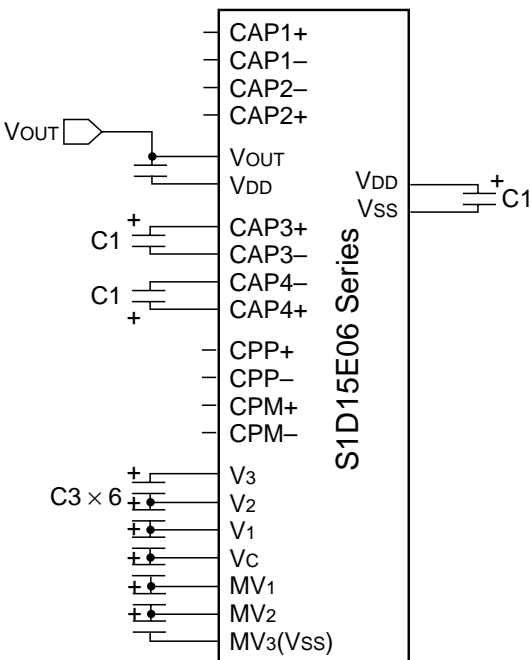 CAP1+
CAP1–
CAP2–
CAP2+
VOUT
VOUT
VDD
VDD
VSS
+
C1
CAP3+
CAP3–
+
C1
CAP4–
CAP4+
C1
+
CPP+
CPP–
CPM+
CPM–
S1D15E06 Series
V3
V2
V1
VC
MV1
MV2
MV3(VSS)
C3 × 6
+
+
+
+
+
+